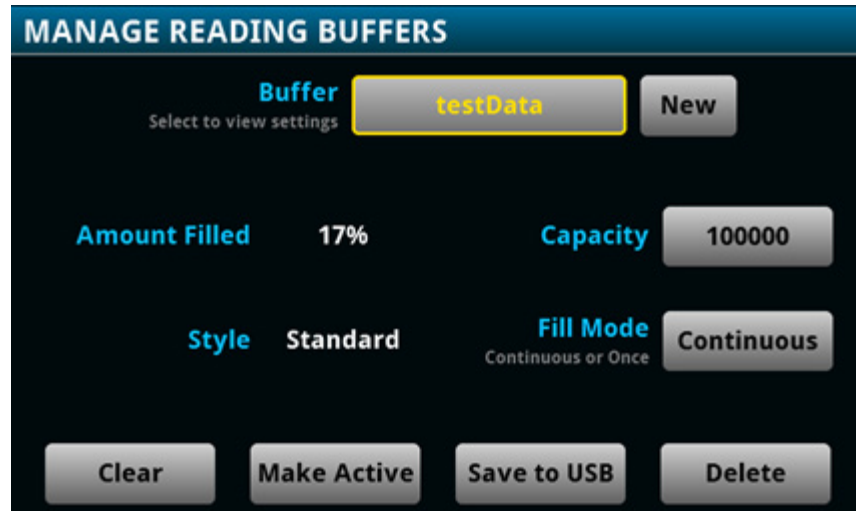 MANAGE READING BUFFERS
Buffer
Select to view settings
testData
New
Amount Filled
17%
Capacity
100000
Style
Standard
Fill Mode
Continuous or Once
Continuous
Clear
Make Active
Save to USB
Delete